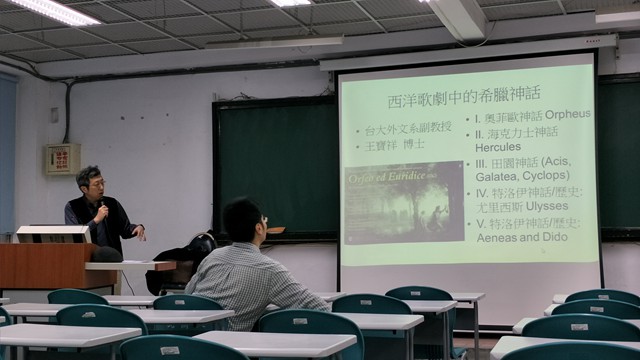 西洋歌劇中的希臘神話
• 台大外文系副教授
• 王寶祥 博士
Orfeo ed Euridice
• I. 奧菲歐神話 Orpheus
• II. 海克力士神話
Hercules
• III. 田園神話 (Acis,
Galatea, Cyclops)
• IV. 特洛伊神話/歷史:
尤里西斯 Ulysses
• V. 特洛伊神話/歷史:
Aeneas and Dido